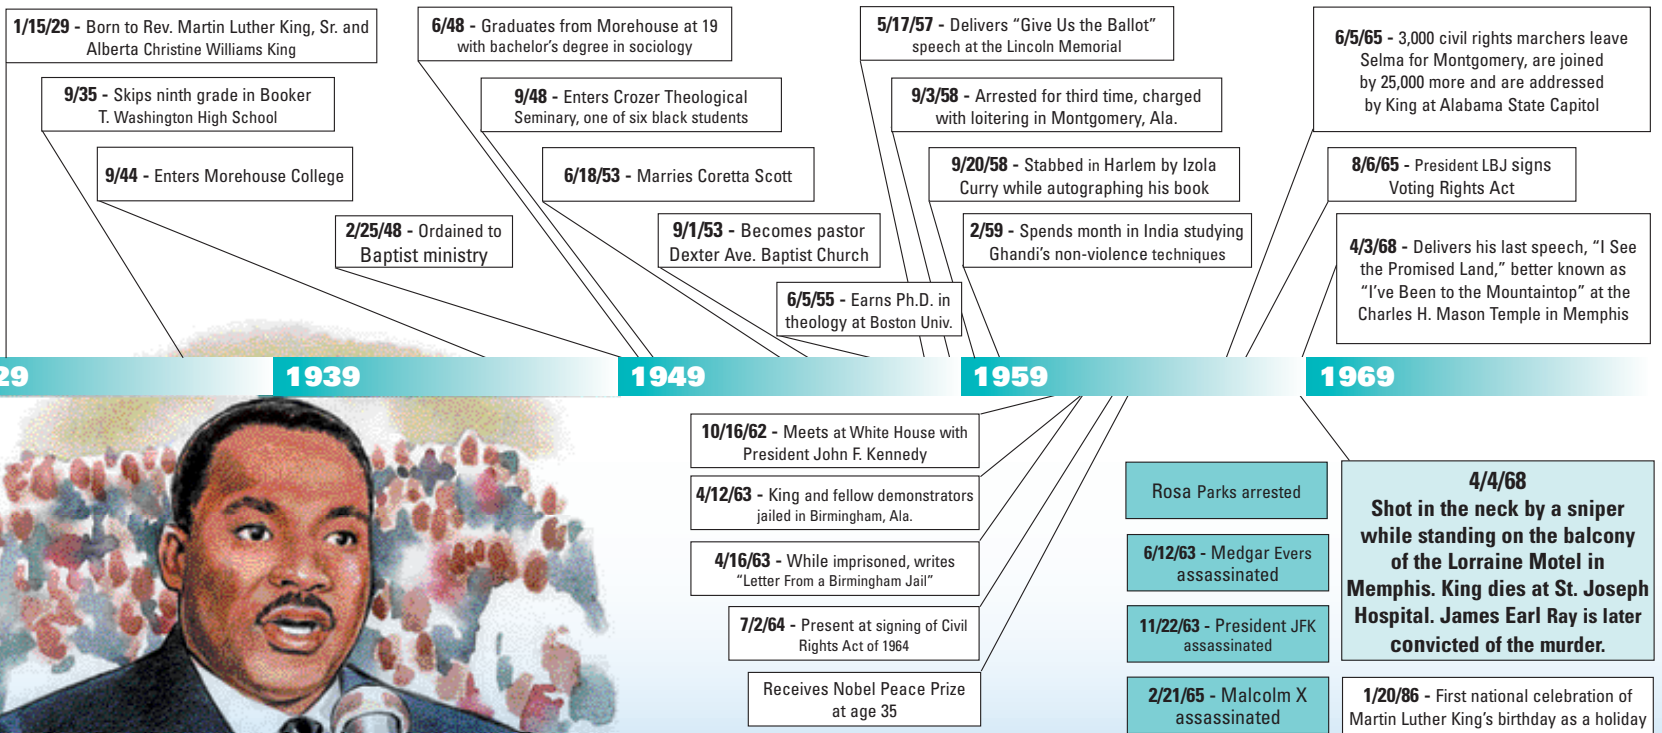 1/15/29 - Born to Rev. Martin Luther King, Sr. and
Alberta Christine Williams King
9/35 - Skips ninth grade in Booker
T. Washington High School
9/44 - Enters Morehouse College
2/25/48 - Ordained to
Baptist ministry
6/48 - Graduates from Morehouse at 19
with bachelor's degree in sociology
9/48 - Enters Crozer Theological
Seminary, one of six black students
6/18/53 - Marries Coretta Scott
9/1/53 - Becomes pastor
Dexter Ave. Baptist Church
6/5/55 - Earns Ph.D. in
theology at Boston Univ.
5/17/57 - Delivers “Give Us the Ballot”
speech at the Lincoln Memorial
9/3/58 - Arrested for third time, charged
with loitering in Montgomery, Ala.
9/20/58 - Stabbed in Harlem by Izola
Curry while autographing his book
2/59 - Spends month in India studying
Ghandi's non-violence techniques
6/5/65 - 3,000 civil rights marchers leave
Selma for Montgomery, are joined
by 25,000 more and are addressed
by King at Alabama State Capitol
8/6/65 - President LBJ signs
Voting Rights Act
4/3/68 - Delivers his last speech, “I See
the Promised Land,” better known as
“I've Been to the Mountaintop” at the
Charles H. Mason Temple in Memphis
29
1939
1949
1959
1969
10/16/62 - Meets at White House with
President John F. Kennedy
4/12/63 - King and fellow demonstrators
jailed in Birmingham, Ala.
4/16/63 - While imprisoned, writes
“Letter From a Birmingham Jail”
7/2/64 - Present at signing of Civil
Rights Act of 1964
Receives Nobel Peace Prize
at age 35
Rosa Parks arrested
6/12/63 - Medgar Evers
assassinated
11/22/63 - President JFK
assassinated
2/21/65 - Malcolm X
assassinated
4/4/68
Shot in the neck by a sniper
while standing on the balcony
of the Lorraine Motel in
Memphis. King dies at St. Joseph
Hospital. James Earl Ray is later
convicted of the murder.
1/20/86 - First national celebration of
Martin Luther King's birthday as a holiday